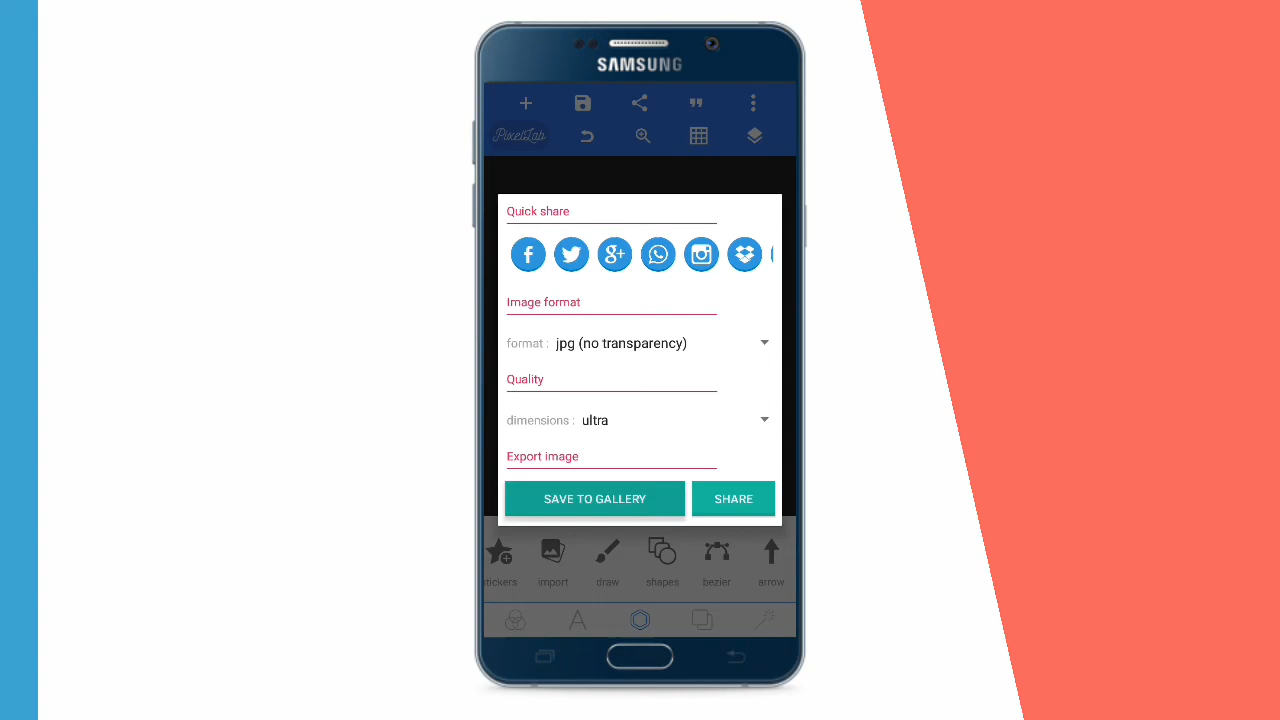 SAMSUNG
PixelLab
Quick share
Image format
format : jpg (no transparency)
Quality
dimensions : ultra
Export image
SAVE TO GALLERY SHARE
tickers import draw shapes bezier arrow